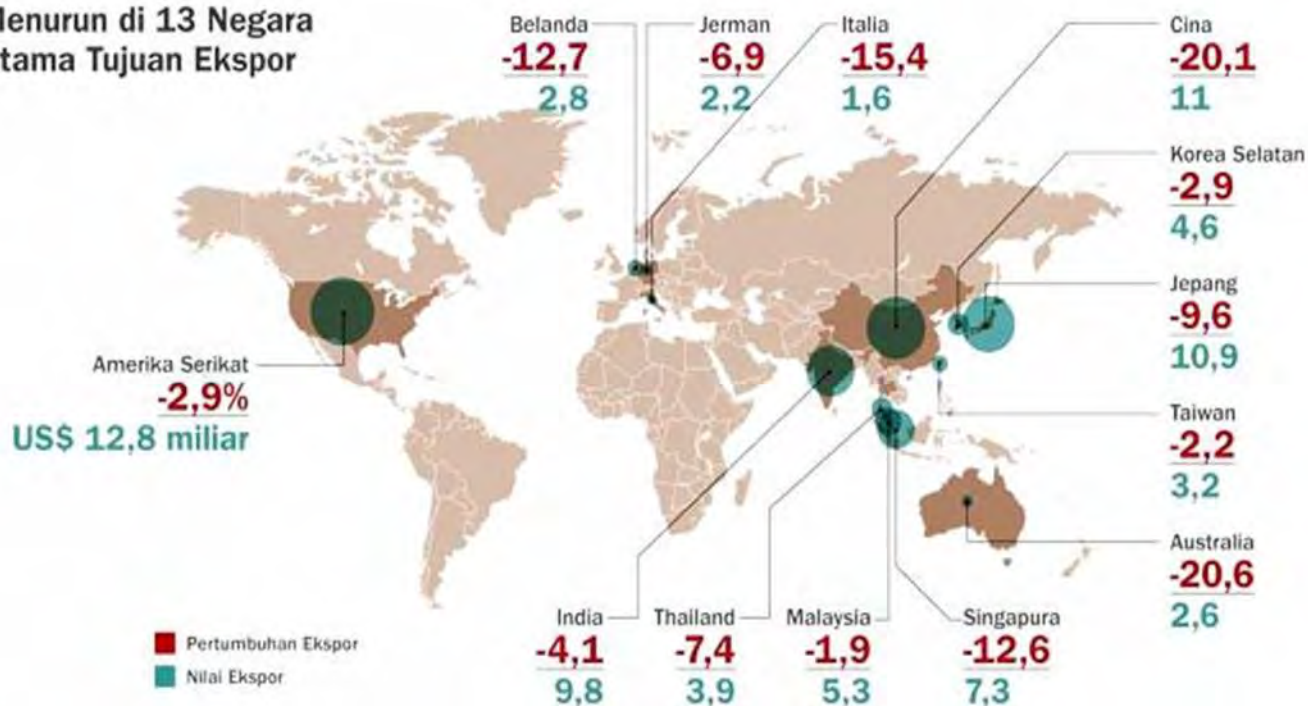 Menurun di 13 Negara
tama Tujuan Ekspor
Belanda
-12,7
2,8
Jerman
-6,9
2,2
Italia
-15,4
1,6
Cina
-20,1
11
Korea Selatan
-2,9
4,6
Jepang
-9,6
10,9
Amerika Serikat
-2,9%
US$ 12,8 miliar
Taiwan
-2,2
3,2
Australia
-20,6
2,6
India
-4,1
9,8
Thailand
-7,4
3,9
Malaysia
-1,9
5,3
Singapura
-12,6
7,3
Pertumbuhan Ekspor
Nilai Ekspor